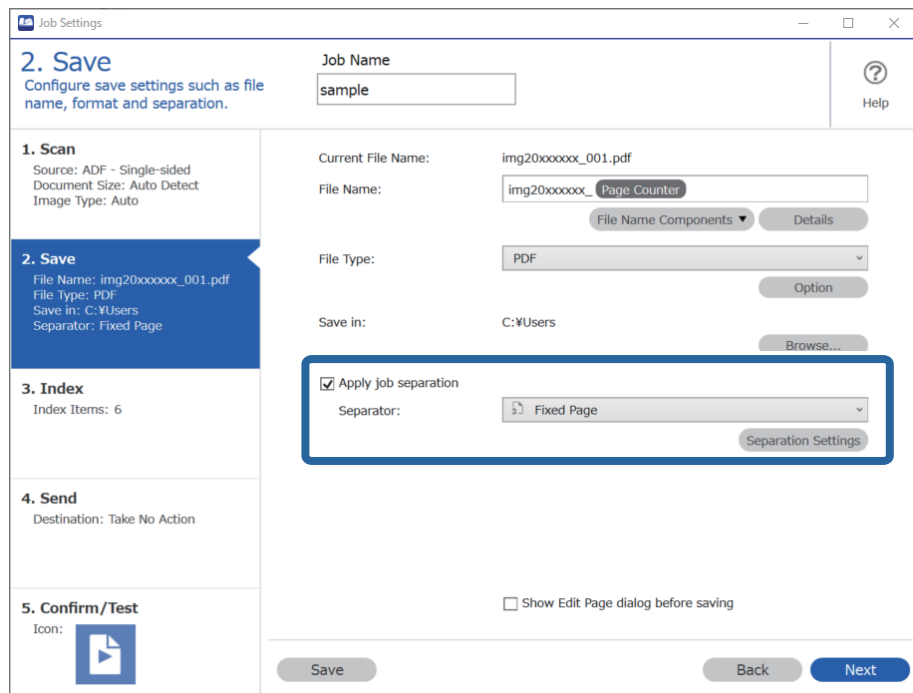 Job Settings
2. Save
Configure save settings such as file
name, format and separation.
Job Name
sample
Help
1. Scan
Source: ADF - Single-sided
Document Size: Auto Detect
Image Type: Auto
2. Save
File Name: img20xxxxxx_001.pdf
File Type: PDF
Save in: C:¥Users
Separator: Fixed Page
3. Index
Index Items: 6
4. Send
Destination: Take No Action
5. Confirm/Test
Icon:
Current File Name: img20xxxxxx_001.pdf
File Name: img20xxxxxx_ Page Counter
File Name Components ▼ Details
File Type: PDF
Option
Save in: C:¥Users
Browse...
Apply job separation
Separator: Fixed Page
Separation Settings
Show Edit Page dialog before saving
Save Back Next